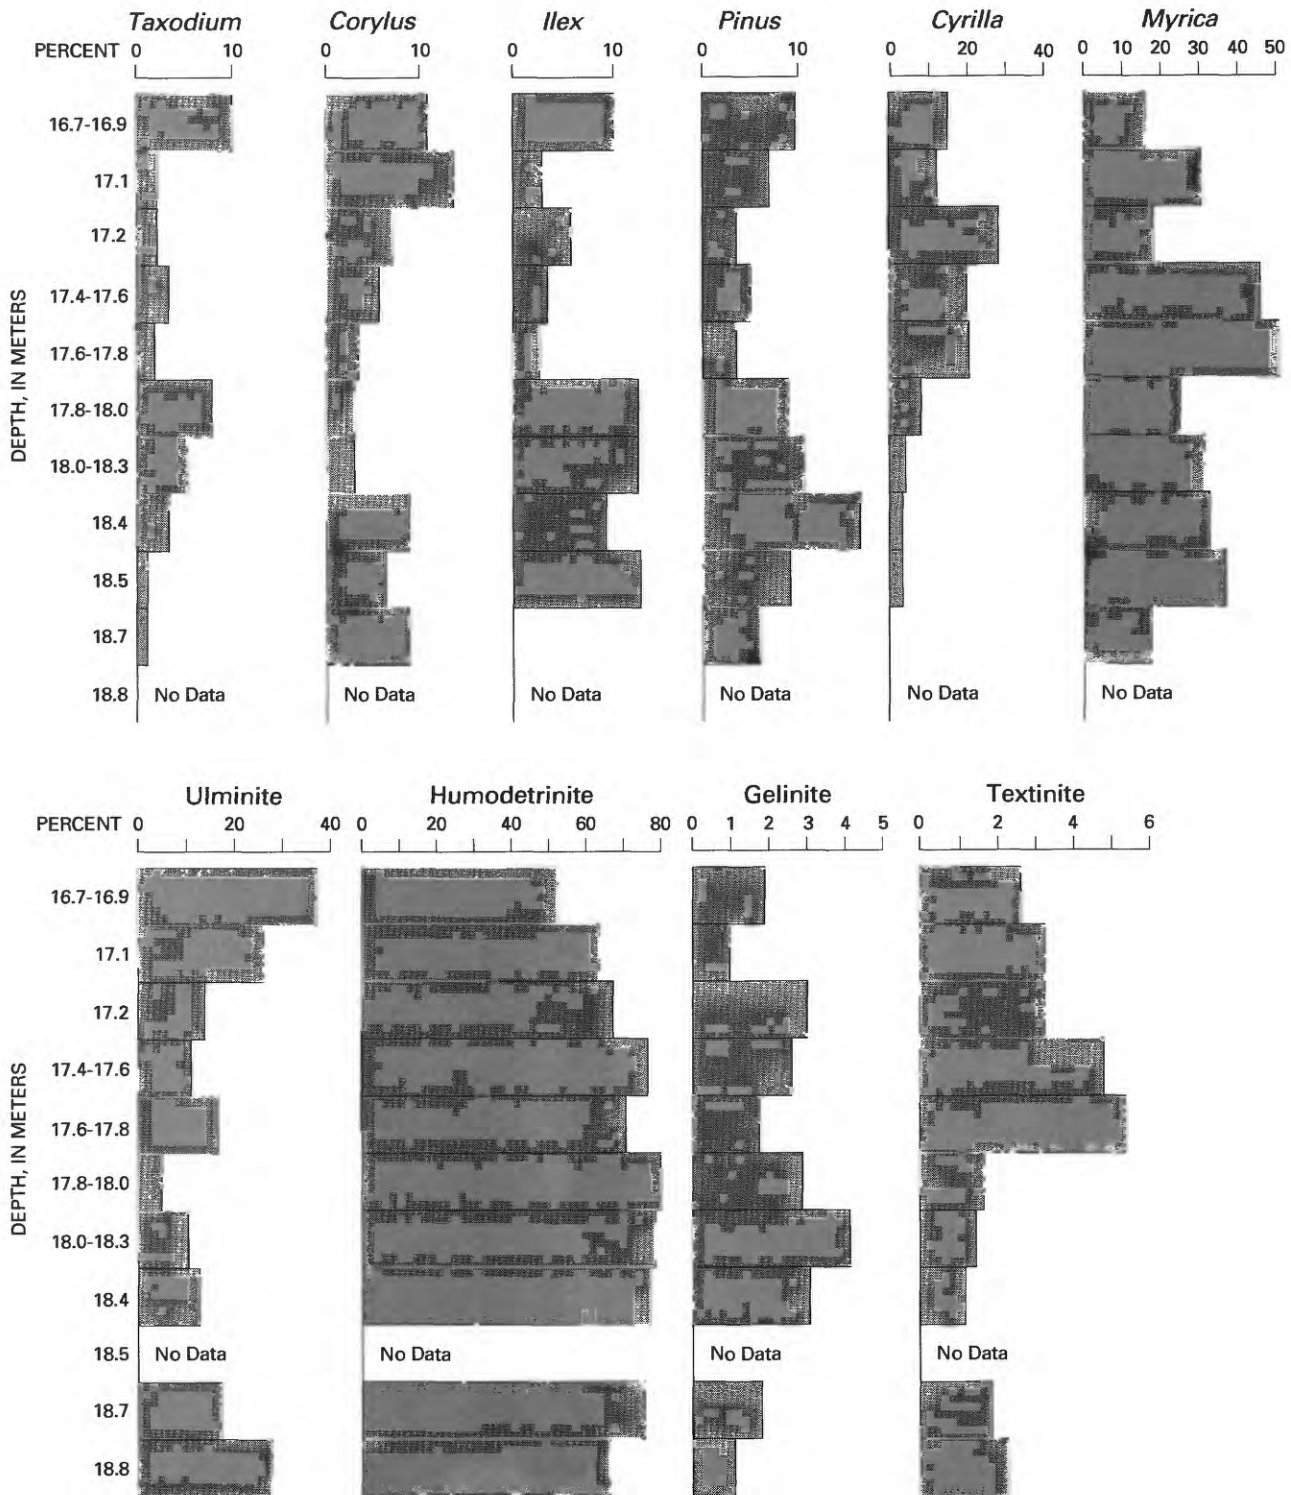 Taxodium Corylus Ilex Pinus Cyrilla Myrica
PERCENT 0 10 0 10 0 10 0 10 0 20 40 0 10 20 30 40 50
DEPTH, IN METERS
16.7-16.9
17.1
17.2
17.4-17.6
17.6-17.8
17.8-18.0
18.0-18.3
18.4
18.5
18.7
18.8 No Data No Data No Data No Data No Data No Data
Ulminite Humodetrinite Gelinite Textinite
PERCENT 0 20 40 0 20 40 60 80 0 1 2 3 4 5 0 2 4 6
DEPTH, IN METERS
16.7-16.9
17.1
17.2
17.4-17.6
17.6-17.8
17.8-18.0
18.0-18.3
18.4
18.5 No Data No Data No Data No Data
18.7
18.8